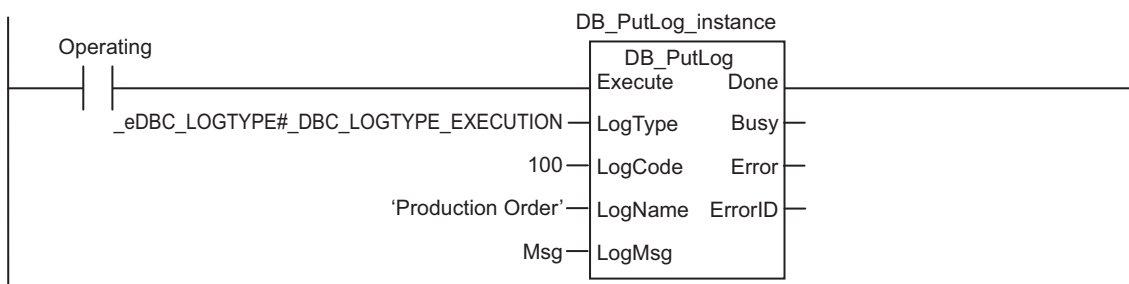 DB_PutLog_instance
Operating
DB_PutLog
Execute Done
_eDBC_LOGTYPE#_DBC_LOGTYPE_EXECUTION LogType Busy
100 LogCode Error
‘Production Order’ LogName ErrorID
Msg LogMsg